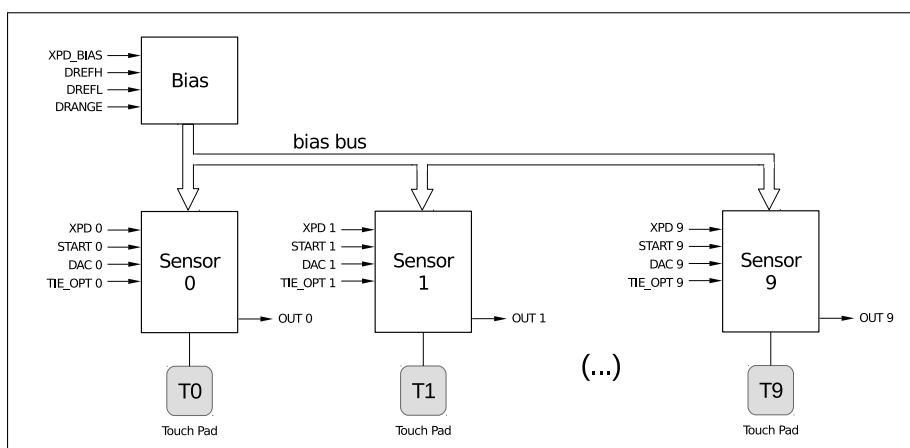 XPD_BIAS
DREFH
DREFL
DRANGE
Bias
bias bus
XPD 0
START 0
DAC 0
TIE_OPT 0
Sensor
0
OUT 0
XPD 1
START 1
DAC 1
TIE_OPT 1
Sensor
1
OUT 1
XPD 9
START 9
DAC 9
TIE_OPT 9
Sensor
9
OUT 9
(...)
T0
T1
T9
Touch Pad
Touch Pad
Touch Pad